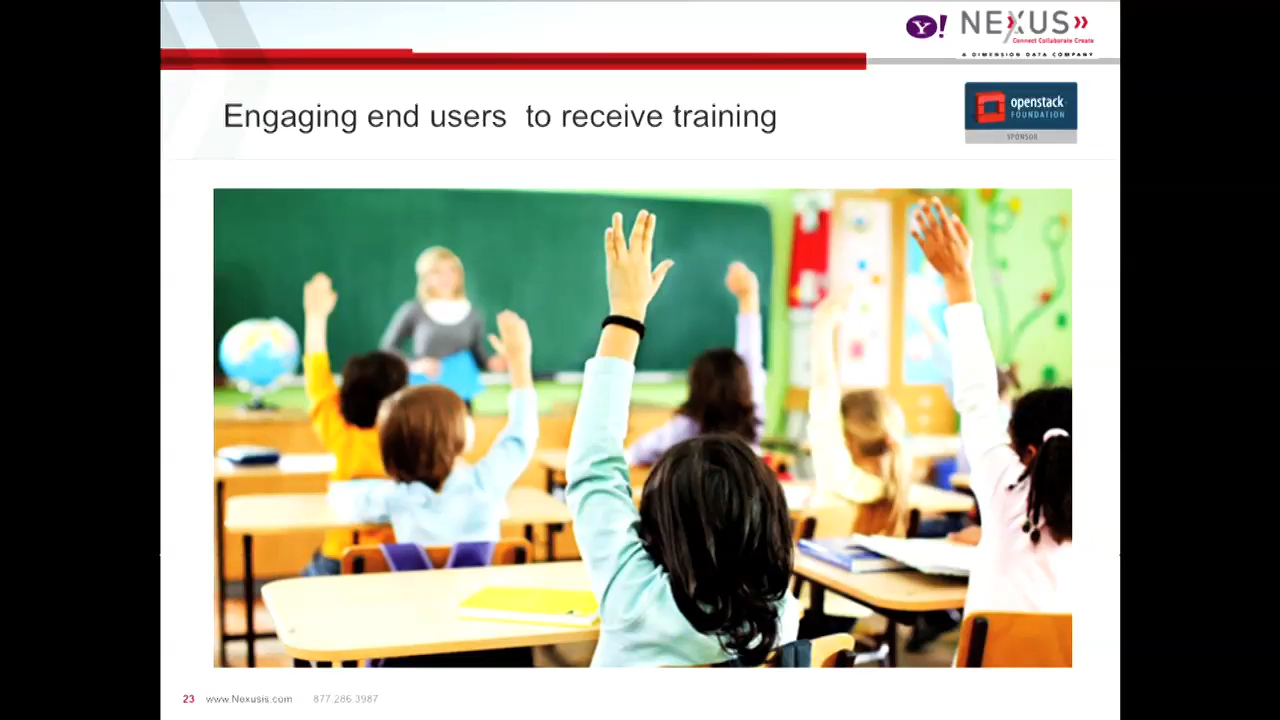 Y! NEXUS»
Connect Collaborate Create
A DIMENSION DATA COMPANY
Engaging end users  to receive training
openstack
FOUNDATION
SPONSOR
23 www.Nexusis.com 877.286.3987